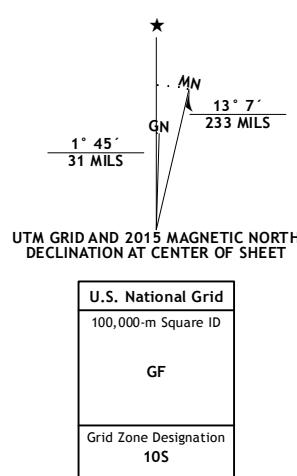 ★
MN
GN
13° 7´
233 MILS
1° 45´
31 MILS
UTM GRID AND 2015 MAGNETIC NORTH
DECLINATION AT CENTER OF SHEET
U.S. National Grid
100,000-m Square ID
GF
Grid Zone Designation
10S